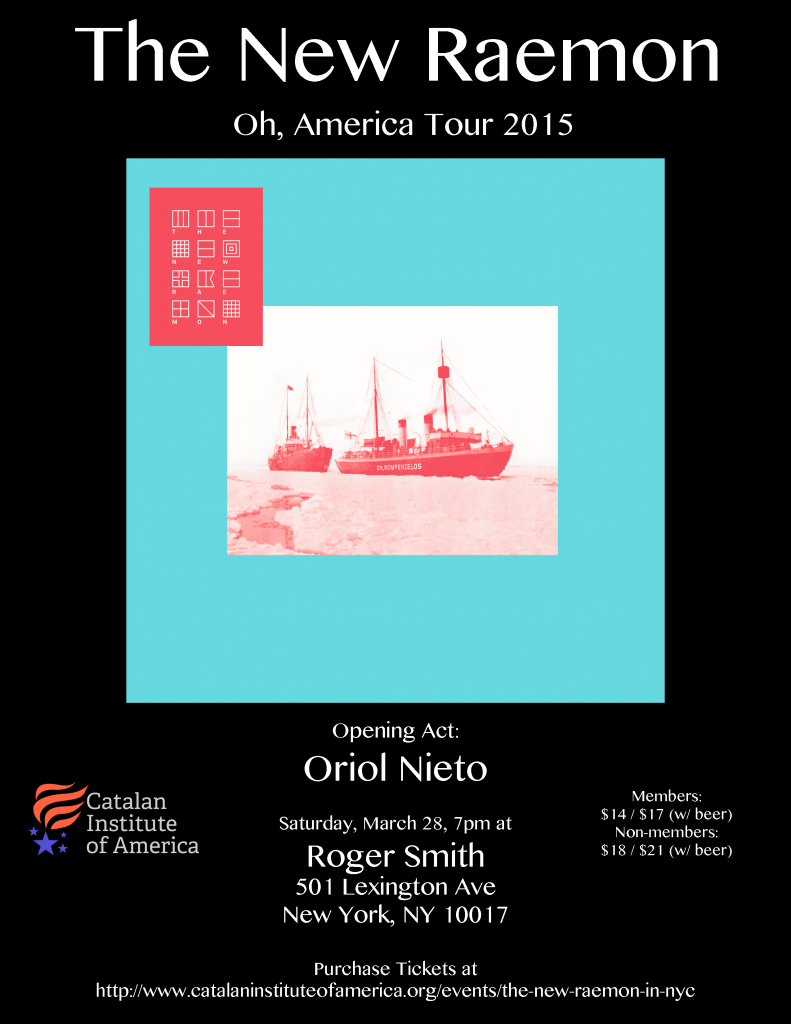 The New Raemon
Oh, America Tour 2015
T H E
N E W
R A E
M O N
OH, ROMPEHIELOS
Opening Act:
Oriol Nieto
Catalan
Institute
of America
Saturday, March 28, 7pm at
Roger Smith
501 Lexington Ave
New York, NY 10017
Members:
$14 / $17 (w/ beer)
Non-members:
$18 / $21 (w/ beer)
Purchase Tickets at
http://www.catalaninstituteofamerica.org/events/the-new-raemon-in-nyc